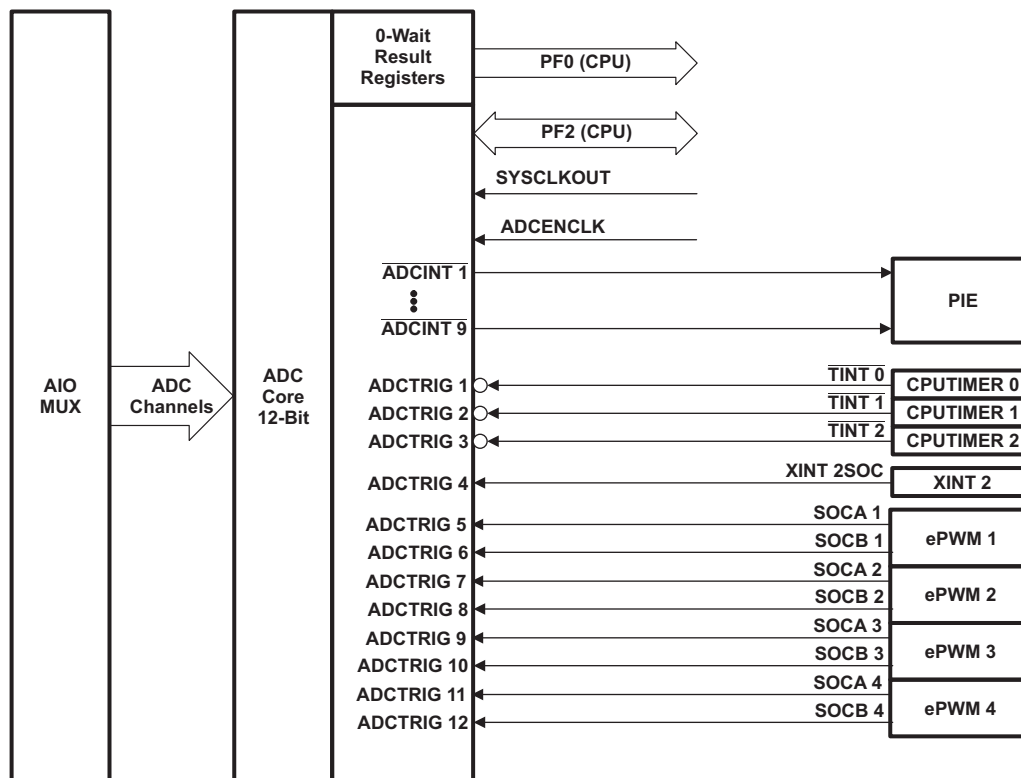 0-Wait
Result
Registers
PF0 (CPU)
PF2 (CPU)
SYSCLKOUT
ADCENCLK
ADCINT 1
ADCINT 9
PIE
AIO
MUX
ADC
Channels
ADC
Core
12-Bit
ADCTRIG 1
TINT 0
CPUTIMER 0
ADCTRIG 2
TINT 1
CPUTIMER 1
ADCTRIG 3
TINT 2
CPUTIMER 2
ADCTRIG 4
XINT 2SOC
XINT 2
ADCTRIG 5
SOCA 1
ADCTRIG 6
SOCB 1
ePWM 1
ADCTRIG 7
SOCA 2
ADCTRIG 8
SOCB 2
ePWM 2
ADCTRIG 9
SOCA 3
ADCTRIG 10
SOCB 3
ePWM 3
ADCTRIG 11
SOCA 4
ADCTRIG 12
SOCB 4
ePWM 4